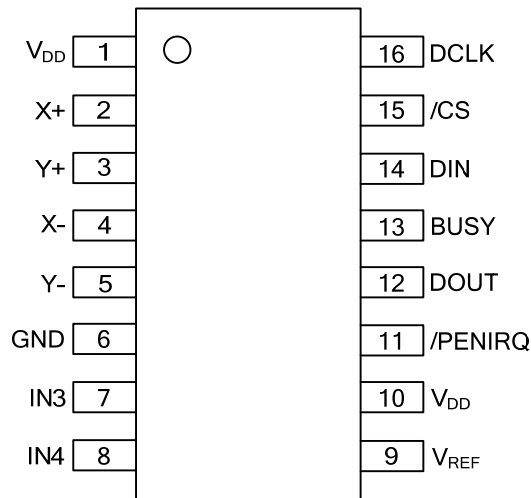 VDD 1 16 DCLK
X+ 2 15 /CS
Y+ 3 14 DIN
X- 4 13 BUSY
Y- 5 12 DOUT
GND 6 11 /PENIRQ
IN3 7 10 VDD
IN4 8 9 VREF